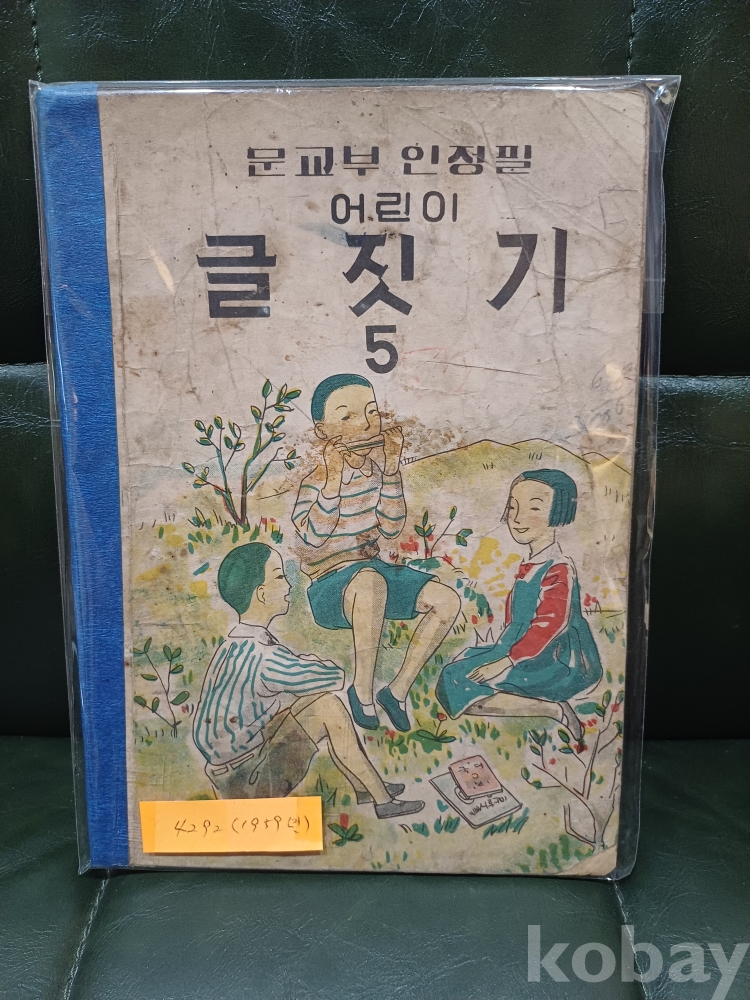 문교부 인정필
어린이
글 짓 기
5
4292 (1959년)
kobay